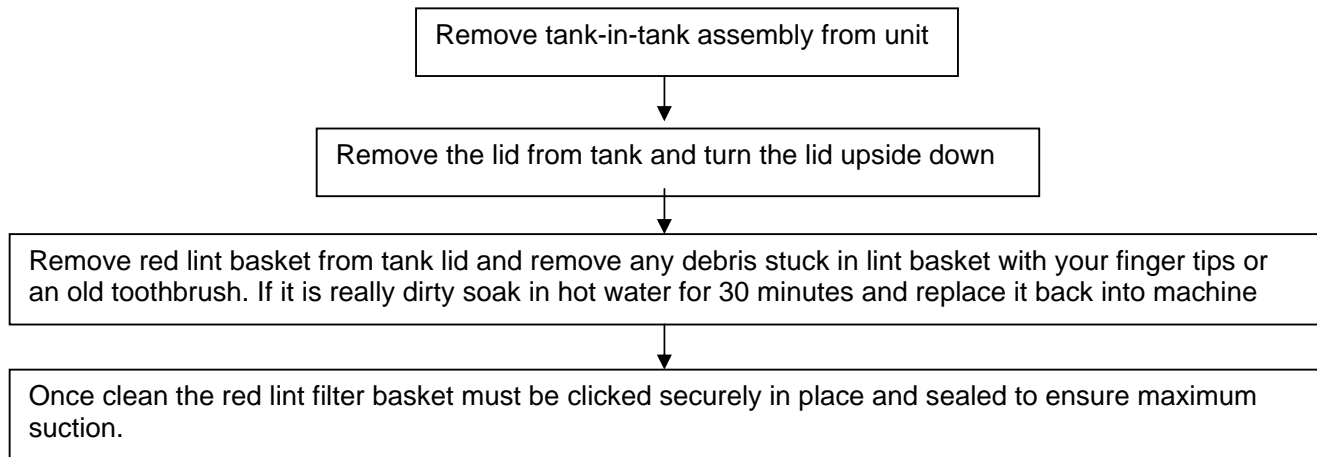 Remove tank-in-tank assembly from unit
Remove the lid from tank and turn the lid upside down
Remove red lint basket from tank lid and remove any debris stuck in lint basket with your finger tips or
an old toothbrush. If it is really dirty soak in hot water for 30 minutes and replace it back into machine
Once clean the red lint filter basket must be clicked securely in place and sealed to ensure maximum
suction.